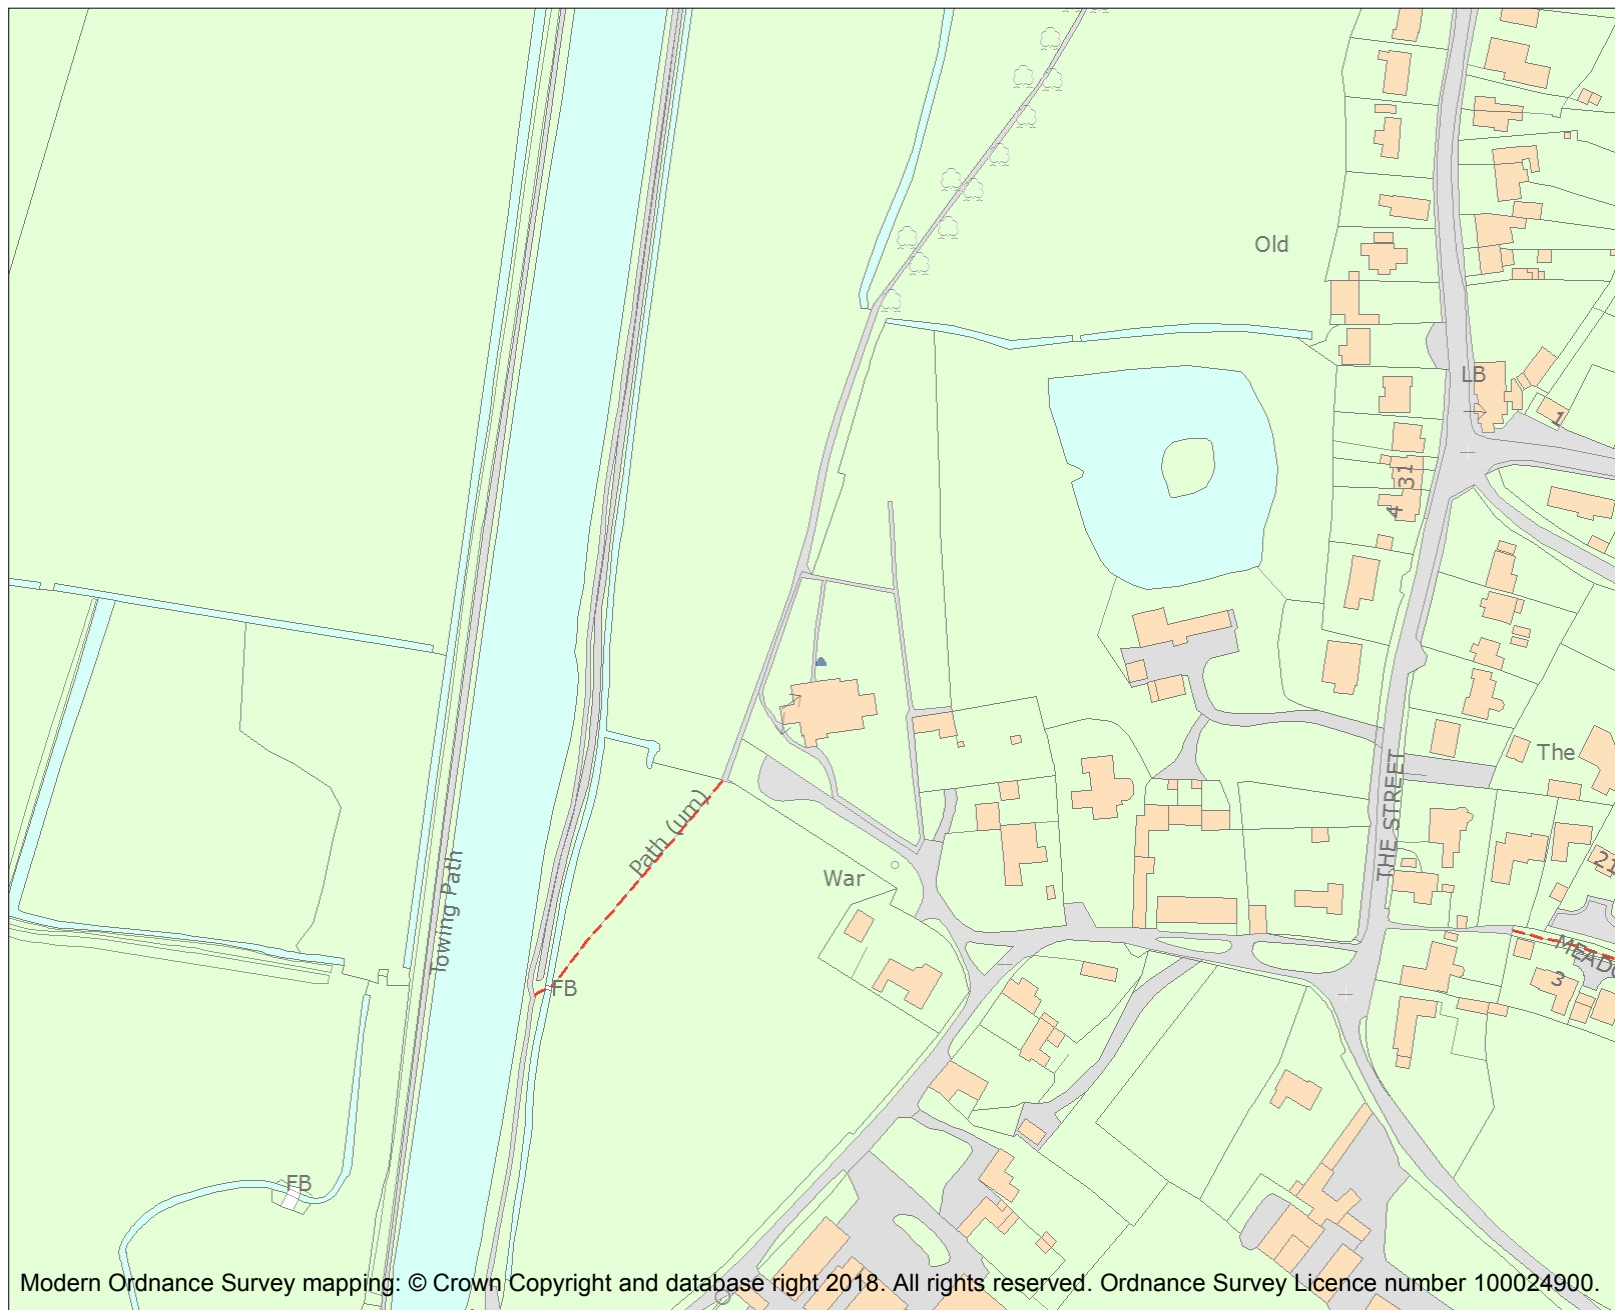 Old
LB
1
31
4
The
THE STREET
Path (um)
21
War
Towing Path
MEADO
3
FB
FB
Modern Ordnance Survey mapping: © Crown Copyright and database right 2018. All rights reserved. Ordnance Survey Licence number 100024900.